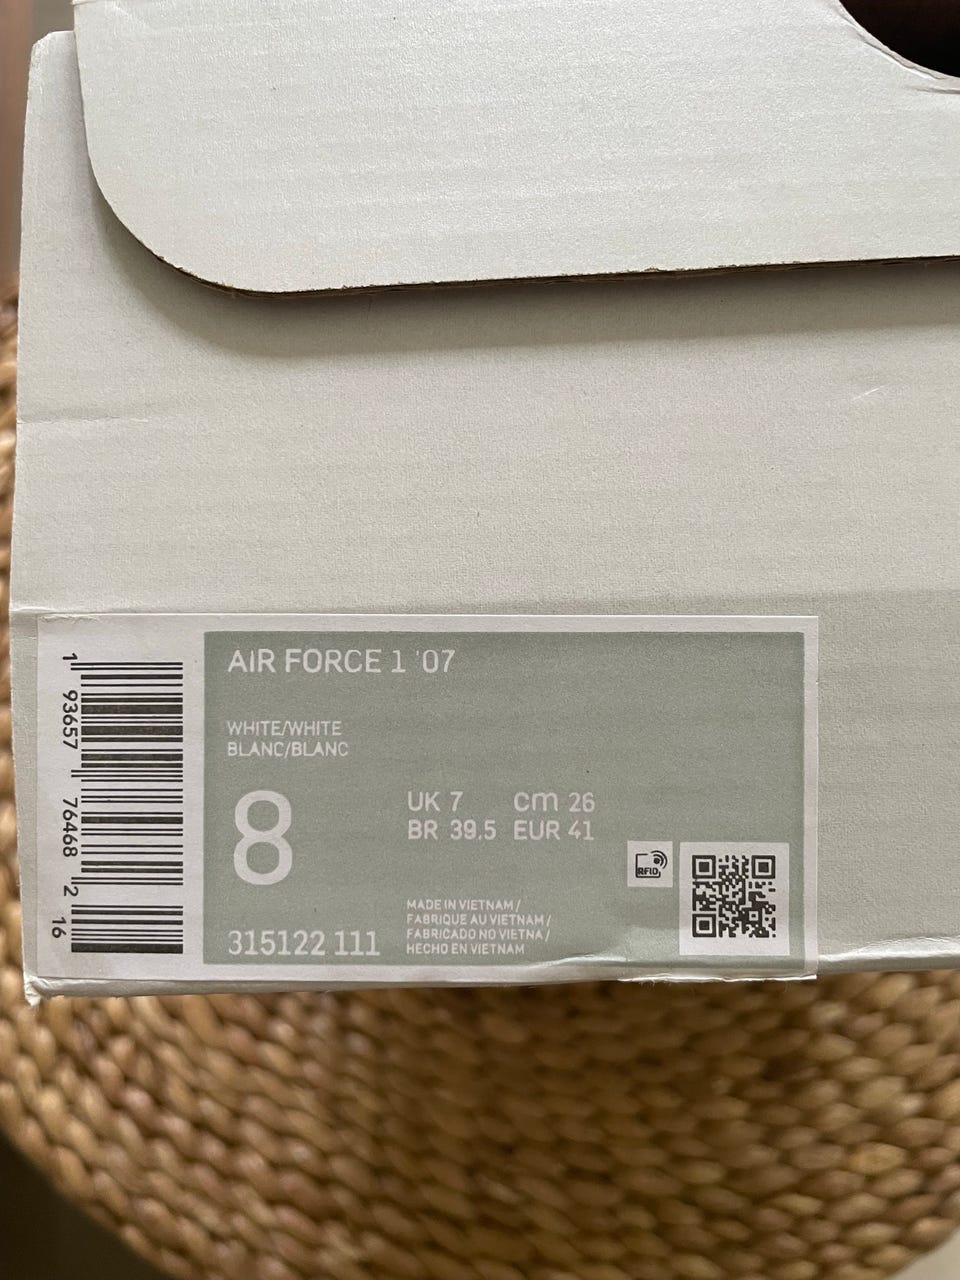 AIR FORCE 1 '07
WHITE/WHITE
BLANC/BLANC
8
UK 7 cm 26
BR 39.5 EUR 41
315122 111
MADE IN VIETNAM /
FABRIQUE AU VIETNAM /
FABRICADO NO VIETNA /
HECHO EN VIETNAM
RFID
1 93657 76468 2 16